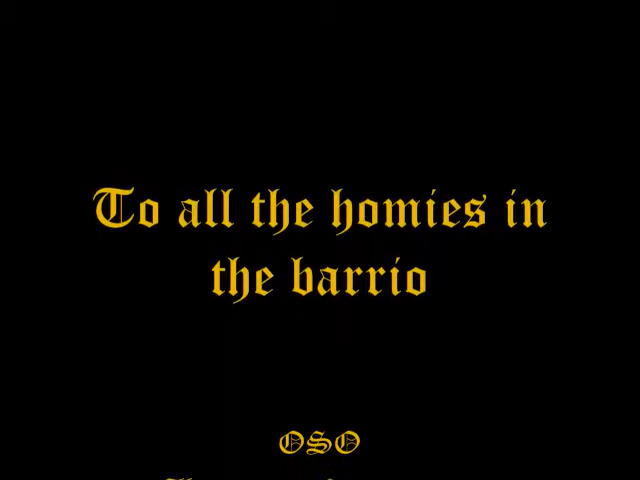 To all the homies in
the barrio
OSO